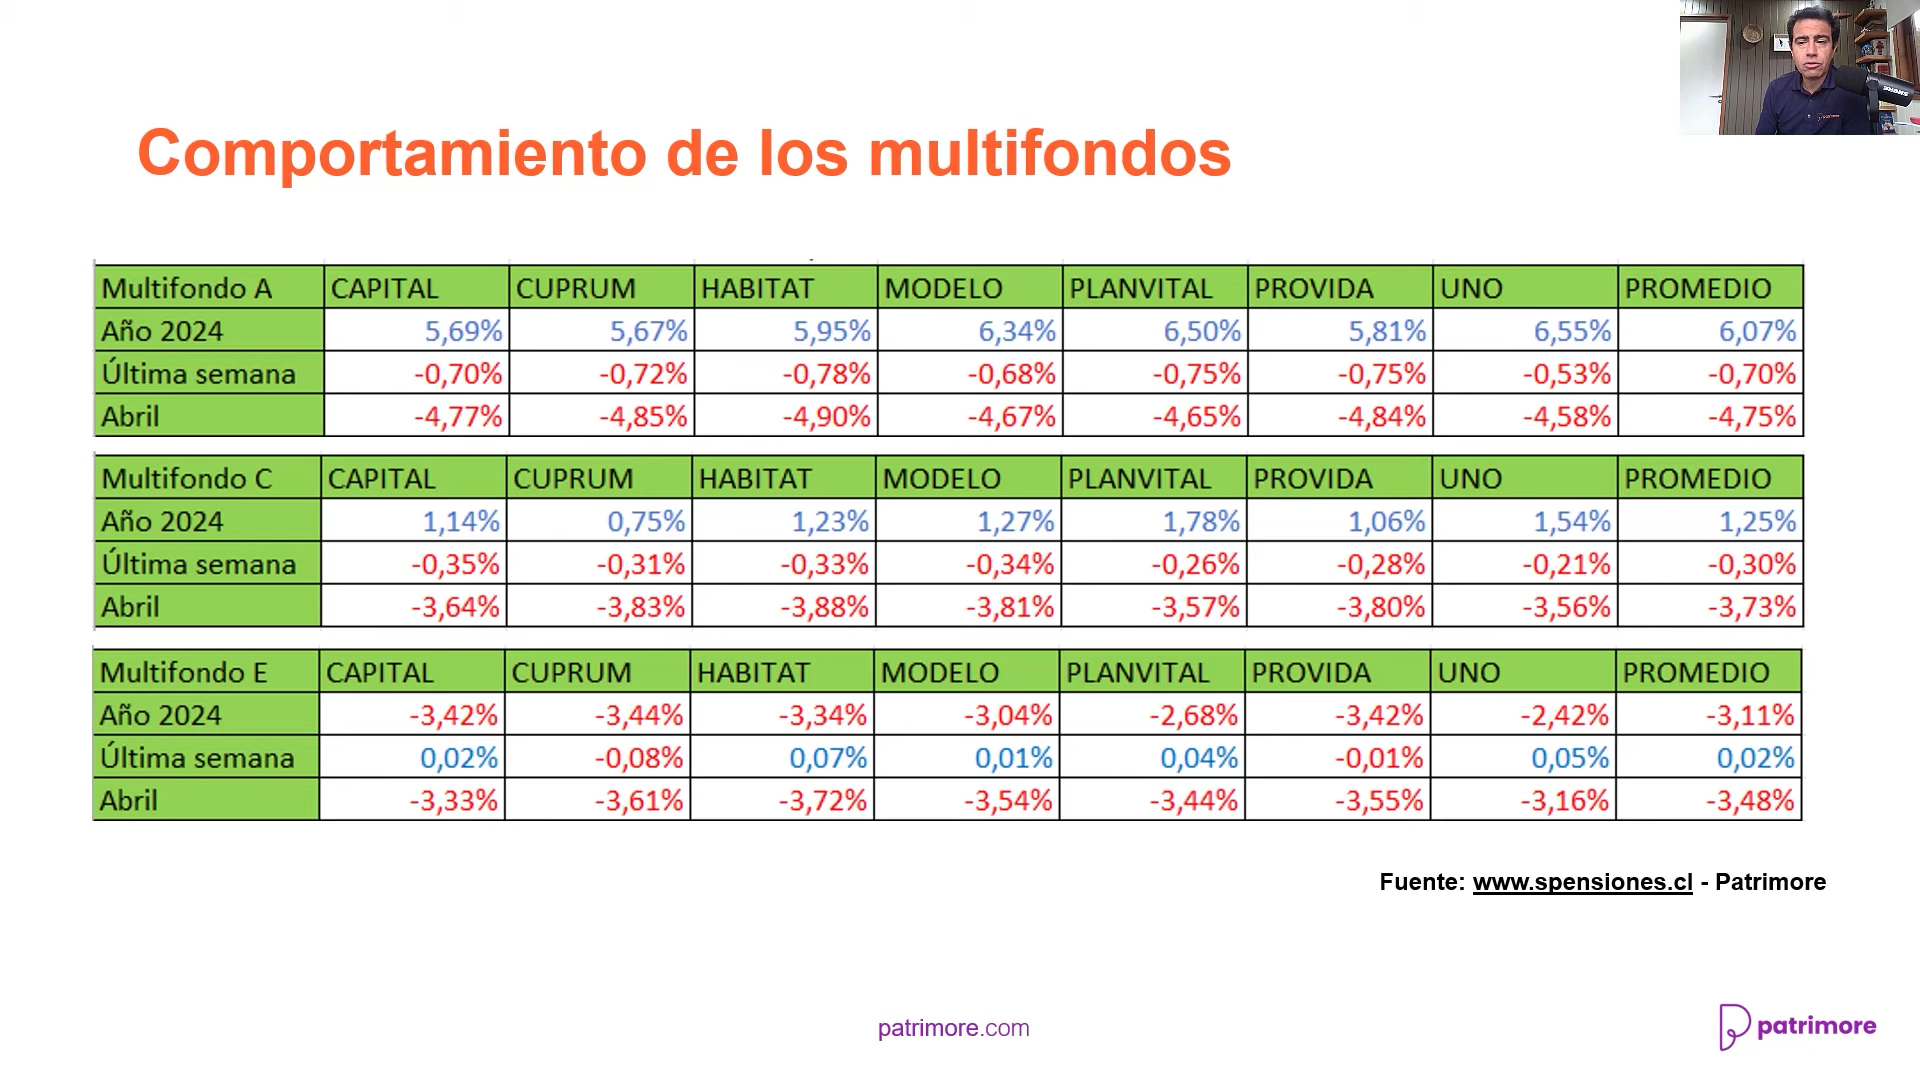 Comportamiento de los multifondos
Multifondo A CAPITAL CUPRUM HABITAT MODELO PLANVITAL PROVIDA UNO PROMEDIO
Año 2024 5,69% 5,67% 5,95% 6,34% 6,50% 5,81% 6,55% 6,07%
Última semana -0,70% -0,72% -0,78% -0,68% -0,75% -0,75% -0,53% -0,70%
Abril -4,77% -4,85% -4,90% -4,67% -4,65% -4,84% -4,58% -4,75%
Multifondo C CAPITAL CUPRUM HABITAT MODELO PLANVITAL PROVIDA UNO PROMEDIO
Año 2024 1,14% 0,75% 1,23% 1,27% 1,78% 1,06% 1,54% 1,25%
Última semana -0,35% -0,31% -0,33% -0,34% -0,26% -0,28% -0,21% -0,30%
Abril -3,64% -3,83% -3,88% -3,81% -3,57% -3,80% -3,56% -3,73%
Multifondo E CAPITAL CUPRUM HABITAT MODELO PLANVITAL PROVIDA UNO PROMEDIO
Año 2024 -3,42% -3,44% -3,34% -3,04% -2,68% -3,42% -2,42% -3,11%
Última semana 0,02% -0,08% 0,07% 0,01% 0,04% -0,01% 0,05% 0,02%
Abril -3,33% -3,61% -3,72% -3,54% -3,44% -3,55% -3,16% -3,48%
Fuente: www.spensiones.cl - Patrimore
patrimore.com
patrimore